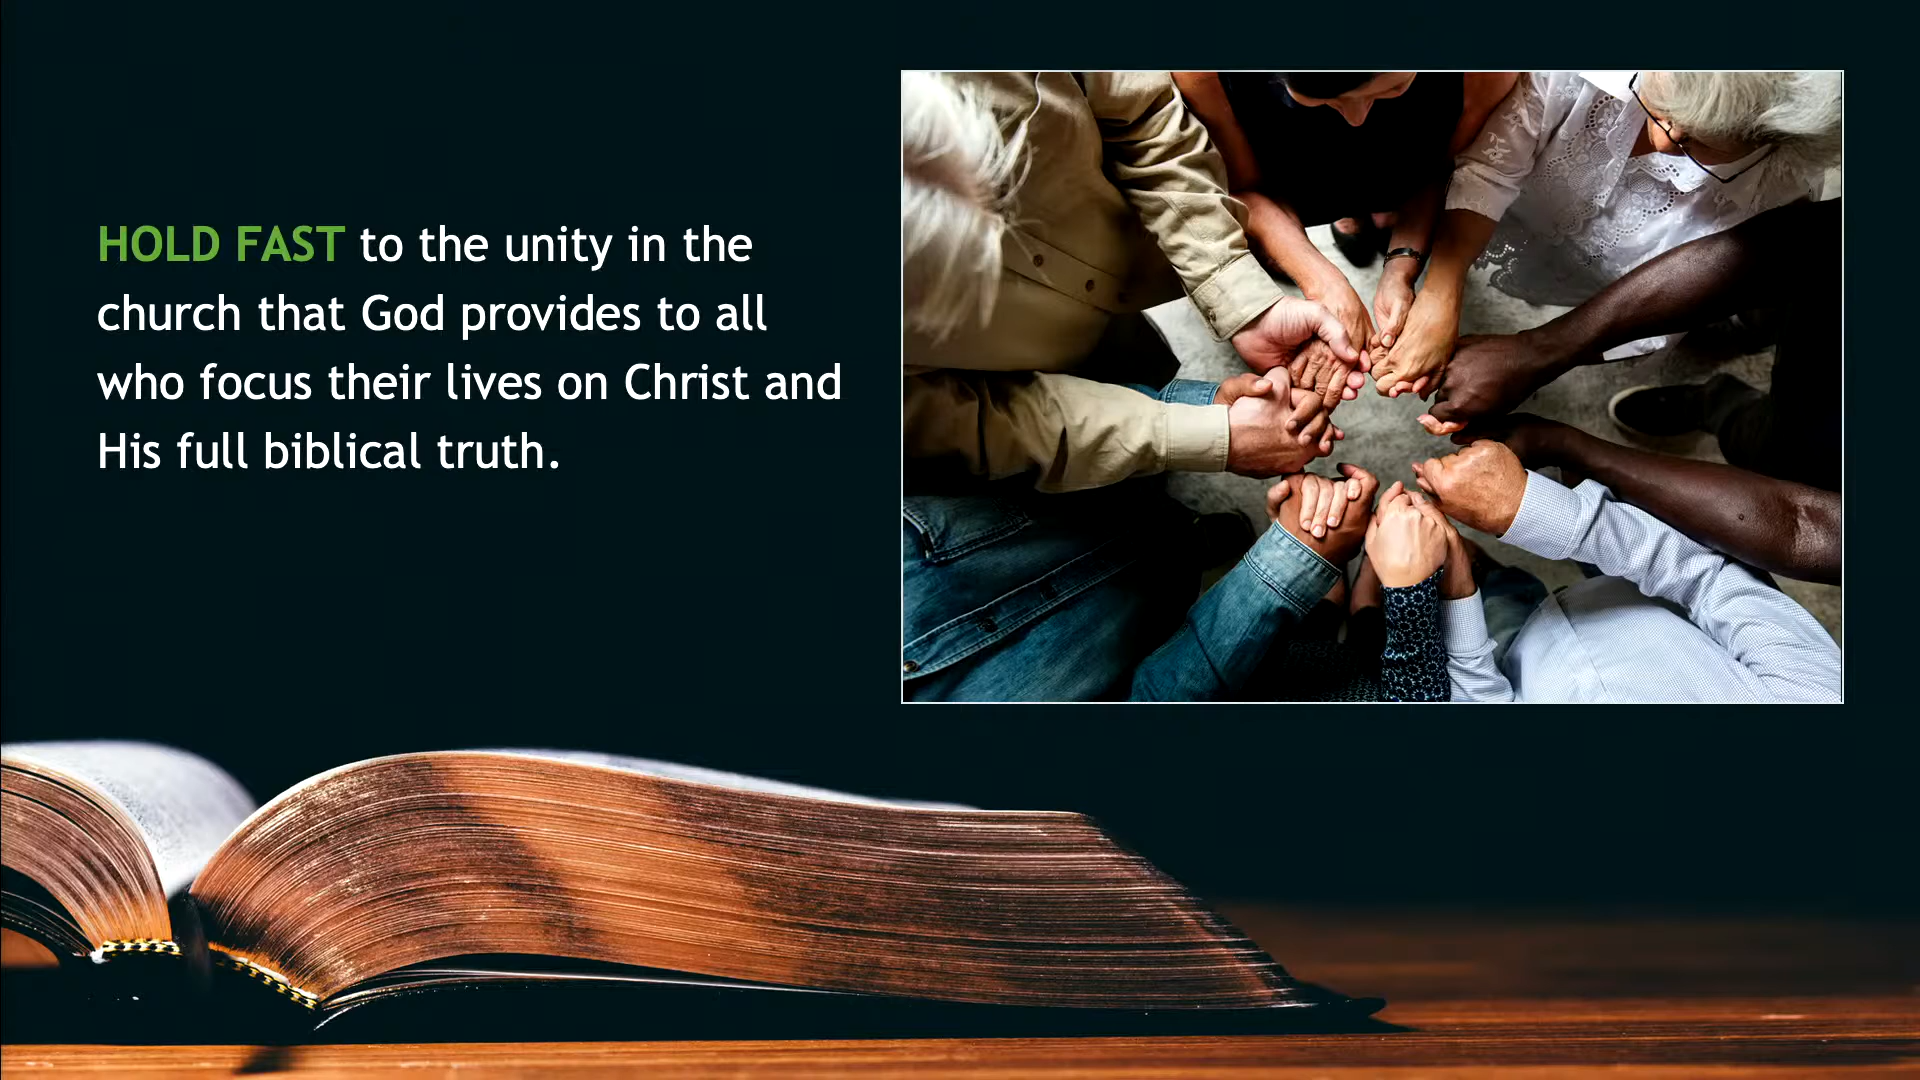 HOLD FAST to the unity in the
church that God provides to all
who focus their lives on Christ and
His full biblical truth.